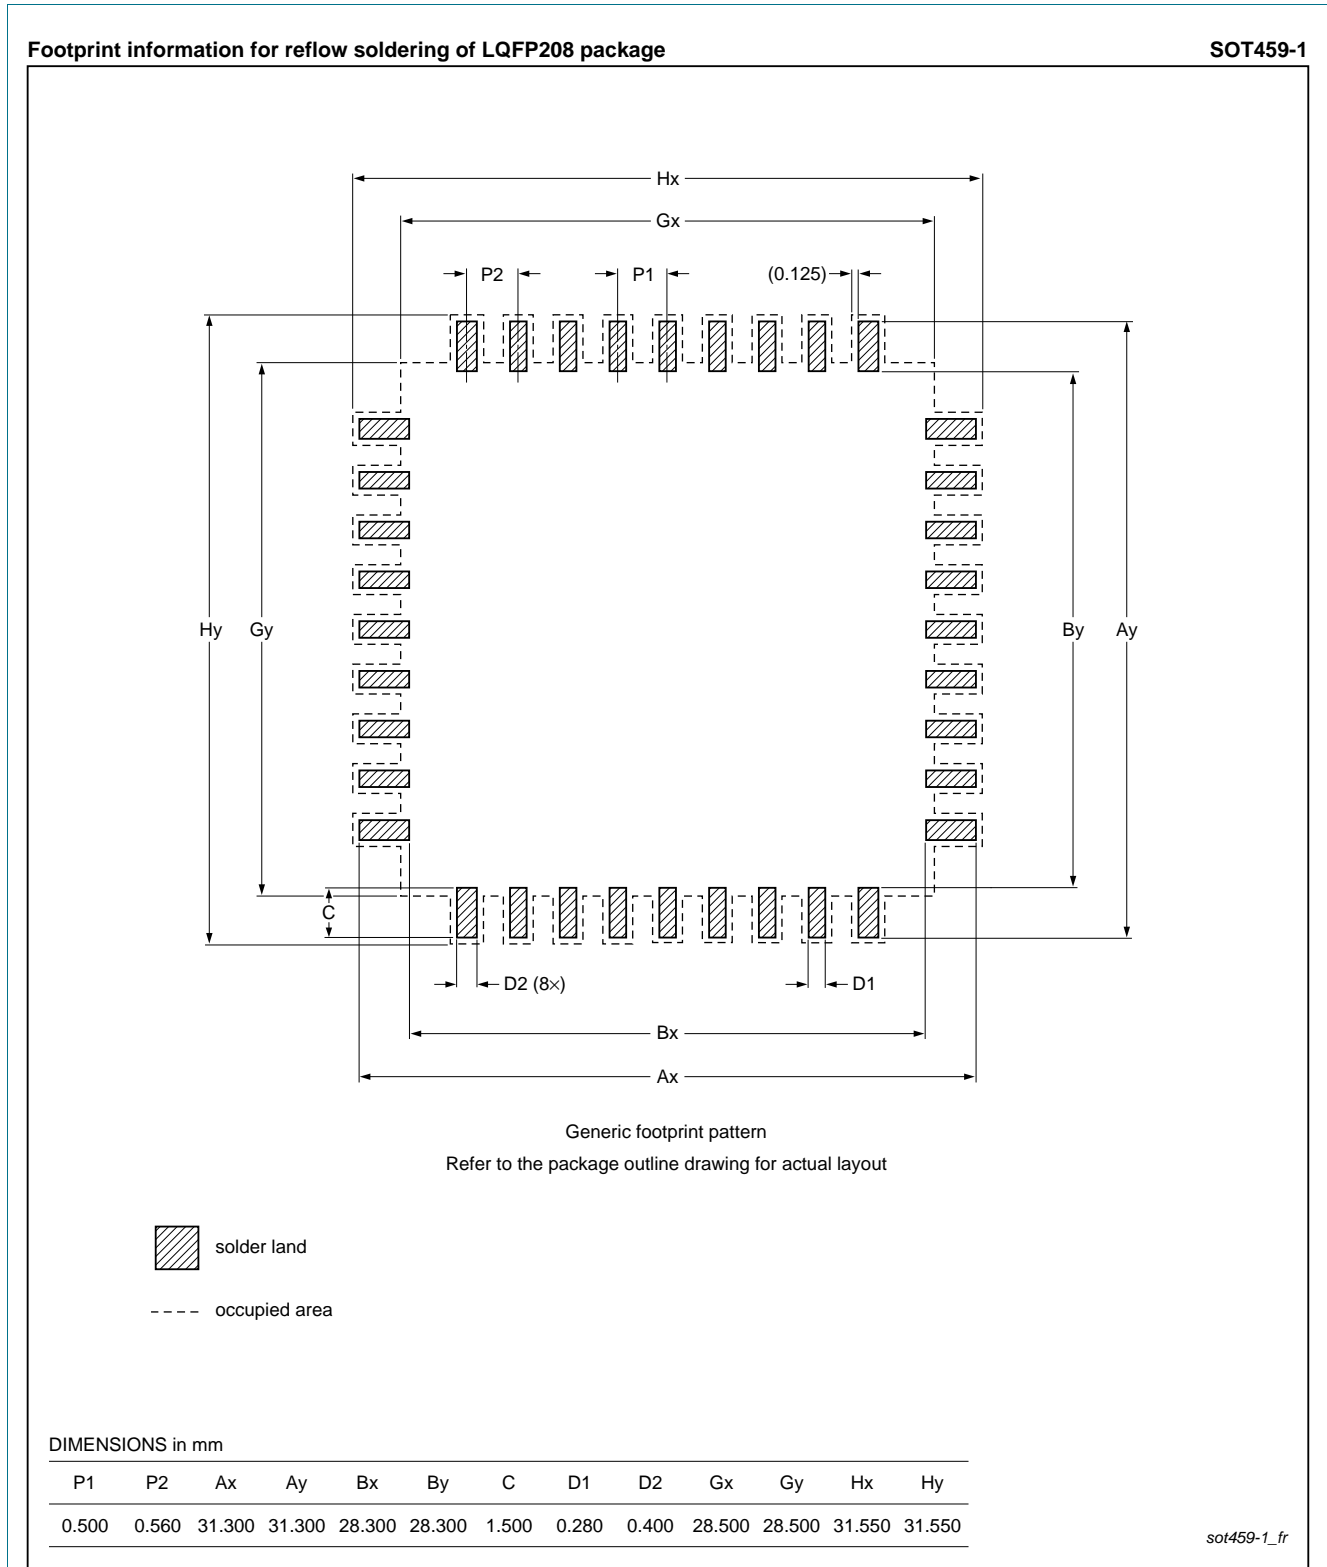 Footprint information for reflow soldering of LQFP208 package SOT459-1
Hx
Gx
P2 P1 (0.125)
Hy Gy By Ay
C
D2 (8×) D1
Bx
Ax
Generic footprint pattern
Refer to the package outline drawing for actual layout
solder land
occupied area
DIMENSIONS in mm
P1 P2 Ax Ay Bx By C D1 D2 Gx Gy Hx Hy
0.500 0.560 31.300 31.300 28.300 28.300 1.500 0.280 0.400 28.500 28.500 31.550 31.550
sot459-1_fr